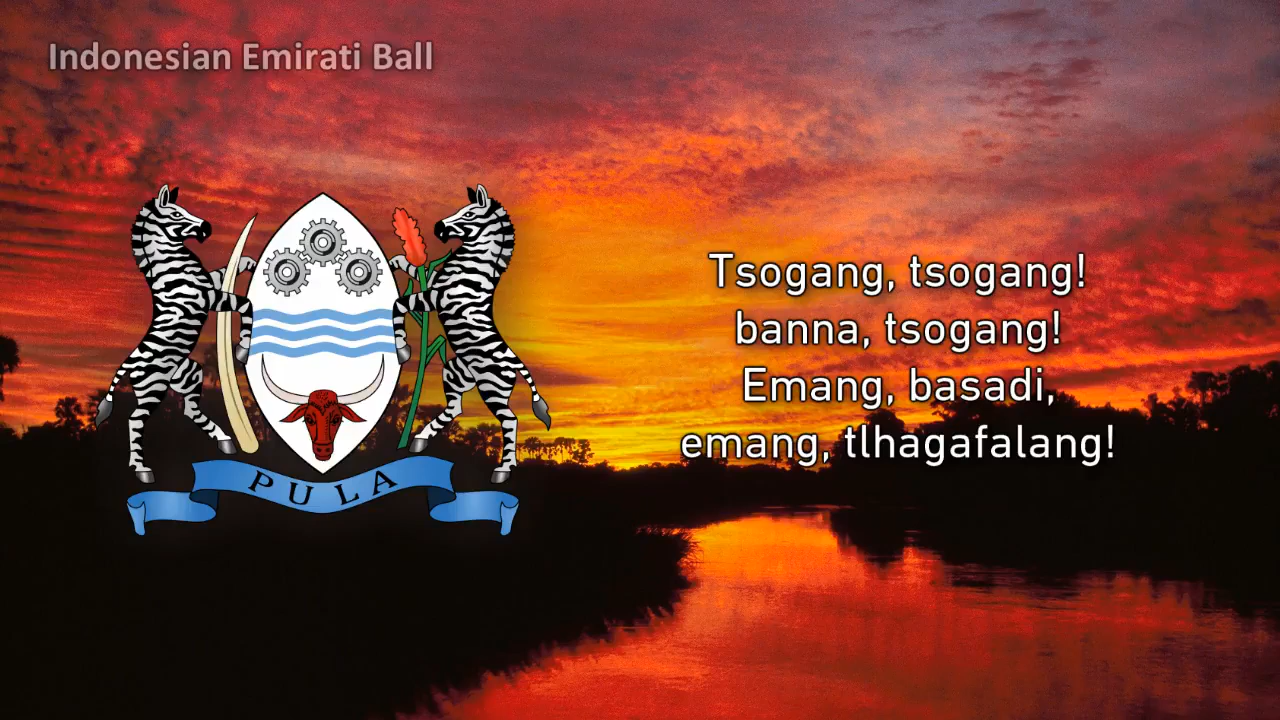 Indonesian Emirati Ball
Tsogang, tsogang!
banna, tsogang!
Emang, basadi,
emang, tlhagafalang!
PULA